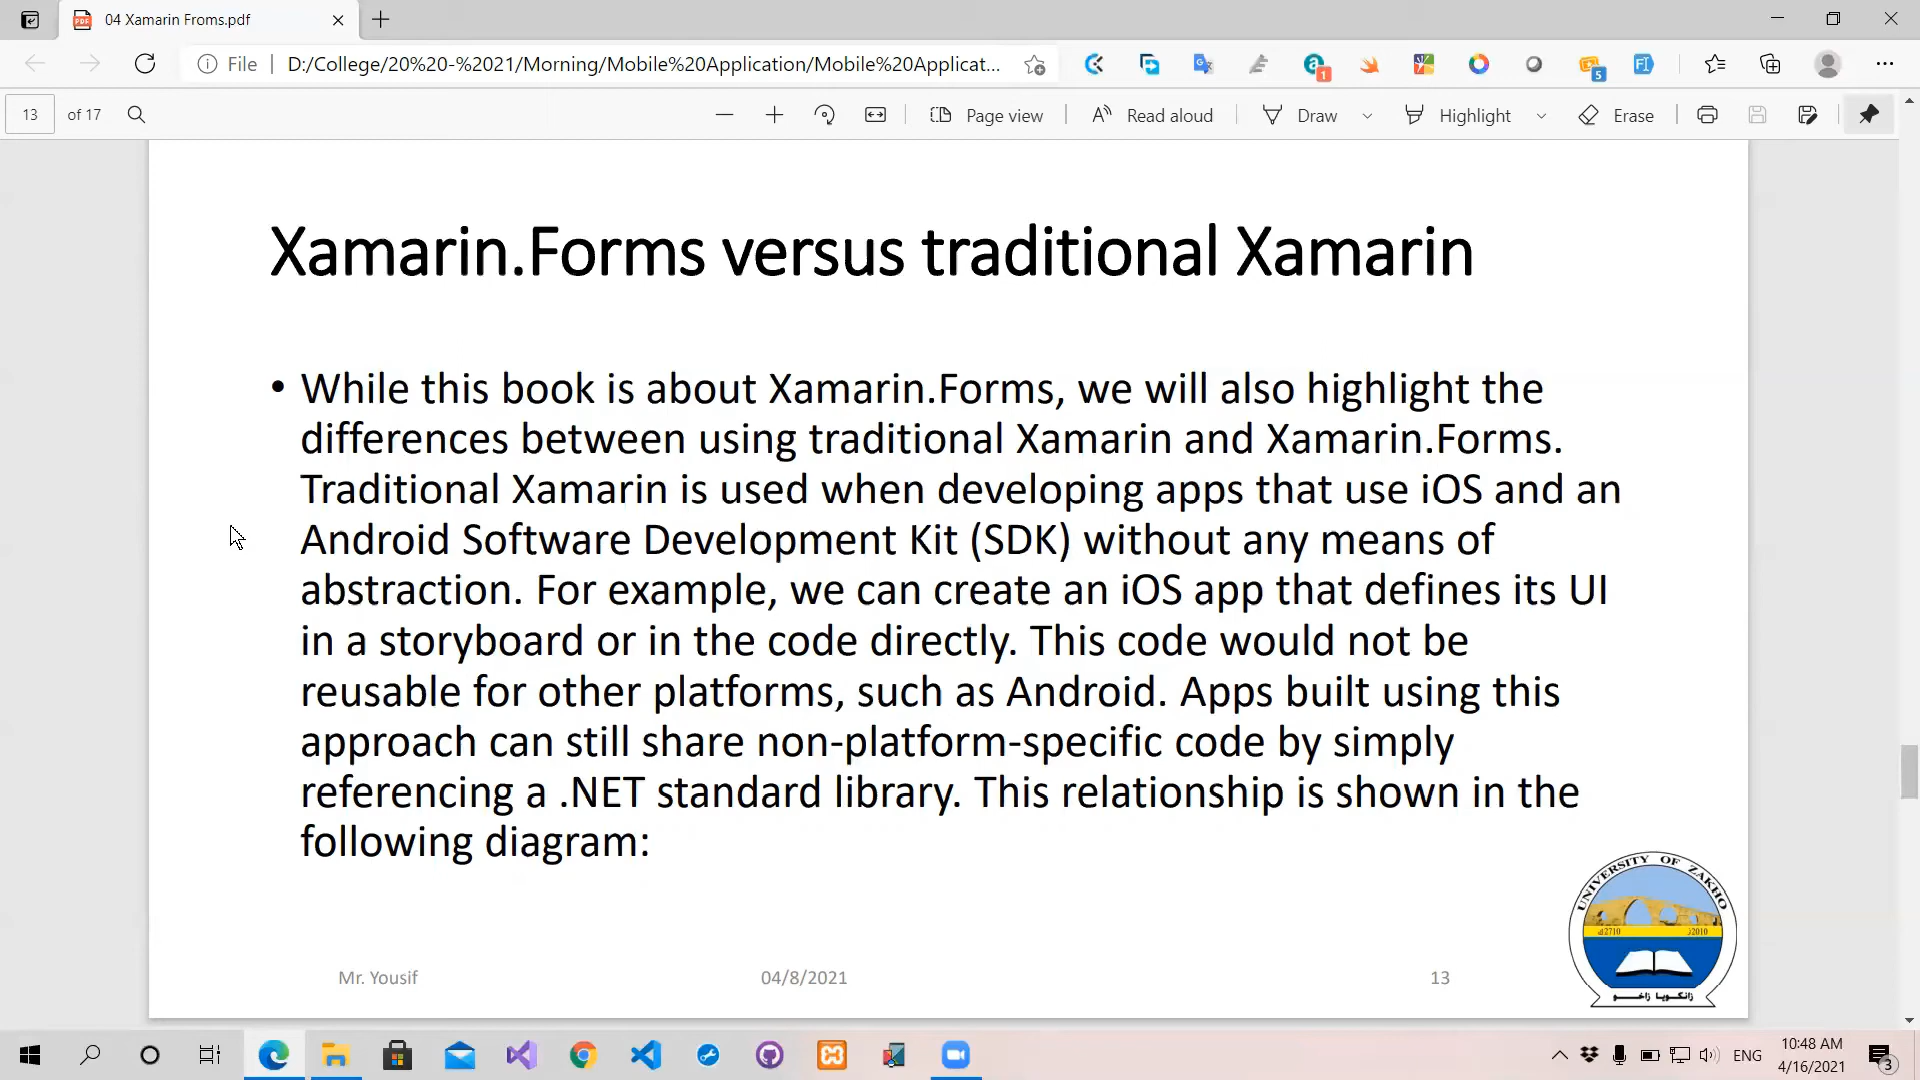 04 Xamarin Froms.pdf
File
D:/College/20%20-%2021/Morning/Mobile%20Application/Mobile%20Applicat...
1
5
13 of 17
Page view
Read aloud
Draw
Highlight
Erase
Xamarin.Forms versus traditional Xamarin
• While this book is about Xamarin.Forms, we will also highlight the
differences between using traditional Xamarin and Xamarin.Forms.
Traditional Xamarin is used when developing apps that use iOS and an
Android Software Development Kit (SDK) without any means of
abstraction. For example, we can create an iOS app that defines its UI
in a storyboard or in the code directly. This code would not be
reusable for other platforms, such as Android. Apps built using this
approach can still share non-platform-specific code by simply
referencing a .NET standard library. This relationship is shown in the
following diagram:
UNIVERSITY OF ZAKHO
2710 2010
زانكويا زاخو
Mr. Yousif
04/8/2021
13
ENG
10:48 AM
4/16/2021
3